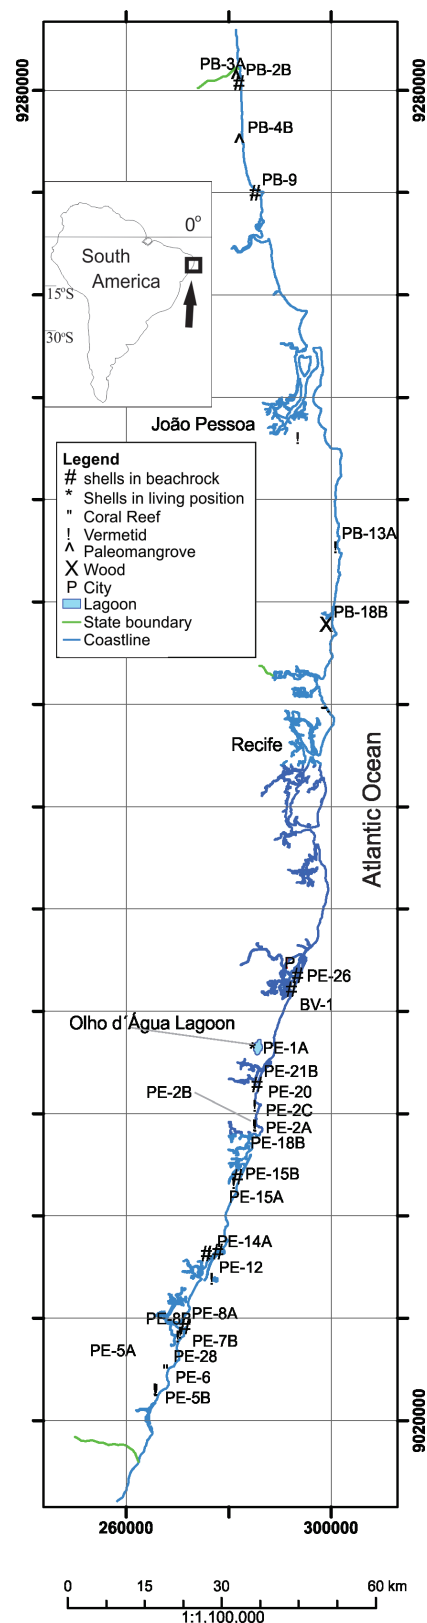 PB-3A
PB-2B
#
^
9280000
9280000
PB-4B
^
PB-9
#
0°
South
America
15°S
30°S
João Pessoa
!
Legend
# shells in beachrock
* Shells in living position
" Coral Reef
! Vermetid
^ Paleomangrove
X Wood
P City
Lagoon
State boundary
Coastline
PB-13A
!
PB-18B
X
Recife
Atlantic Ocean
P
# PE-26
#
BV-1
Olho d´Água Lagoon
* PE-1A
PE-21B
#
PE-2B
PE-20
! PE-2C
! PE-2A
PE-18B
# PE-15B
!
PE-15A
PE-14A
##
PE-12
!
PE-8A
PE-8B
#
! PE-7B
PE-5A
PE-28
"
PE-6
!
PE-5B
9020000
9020000
260000
300000
0 15 30 60 km
1:1.100.000